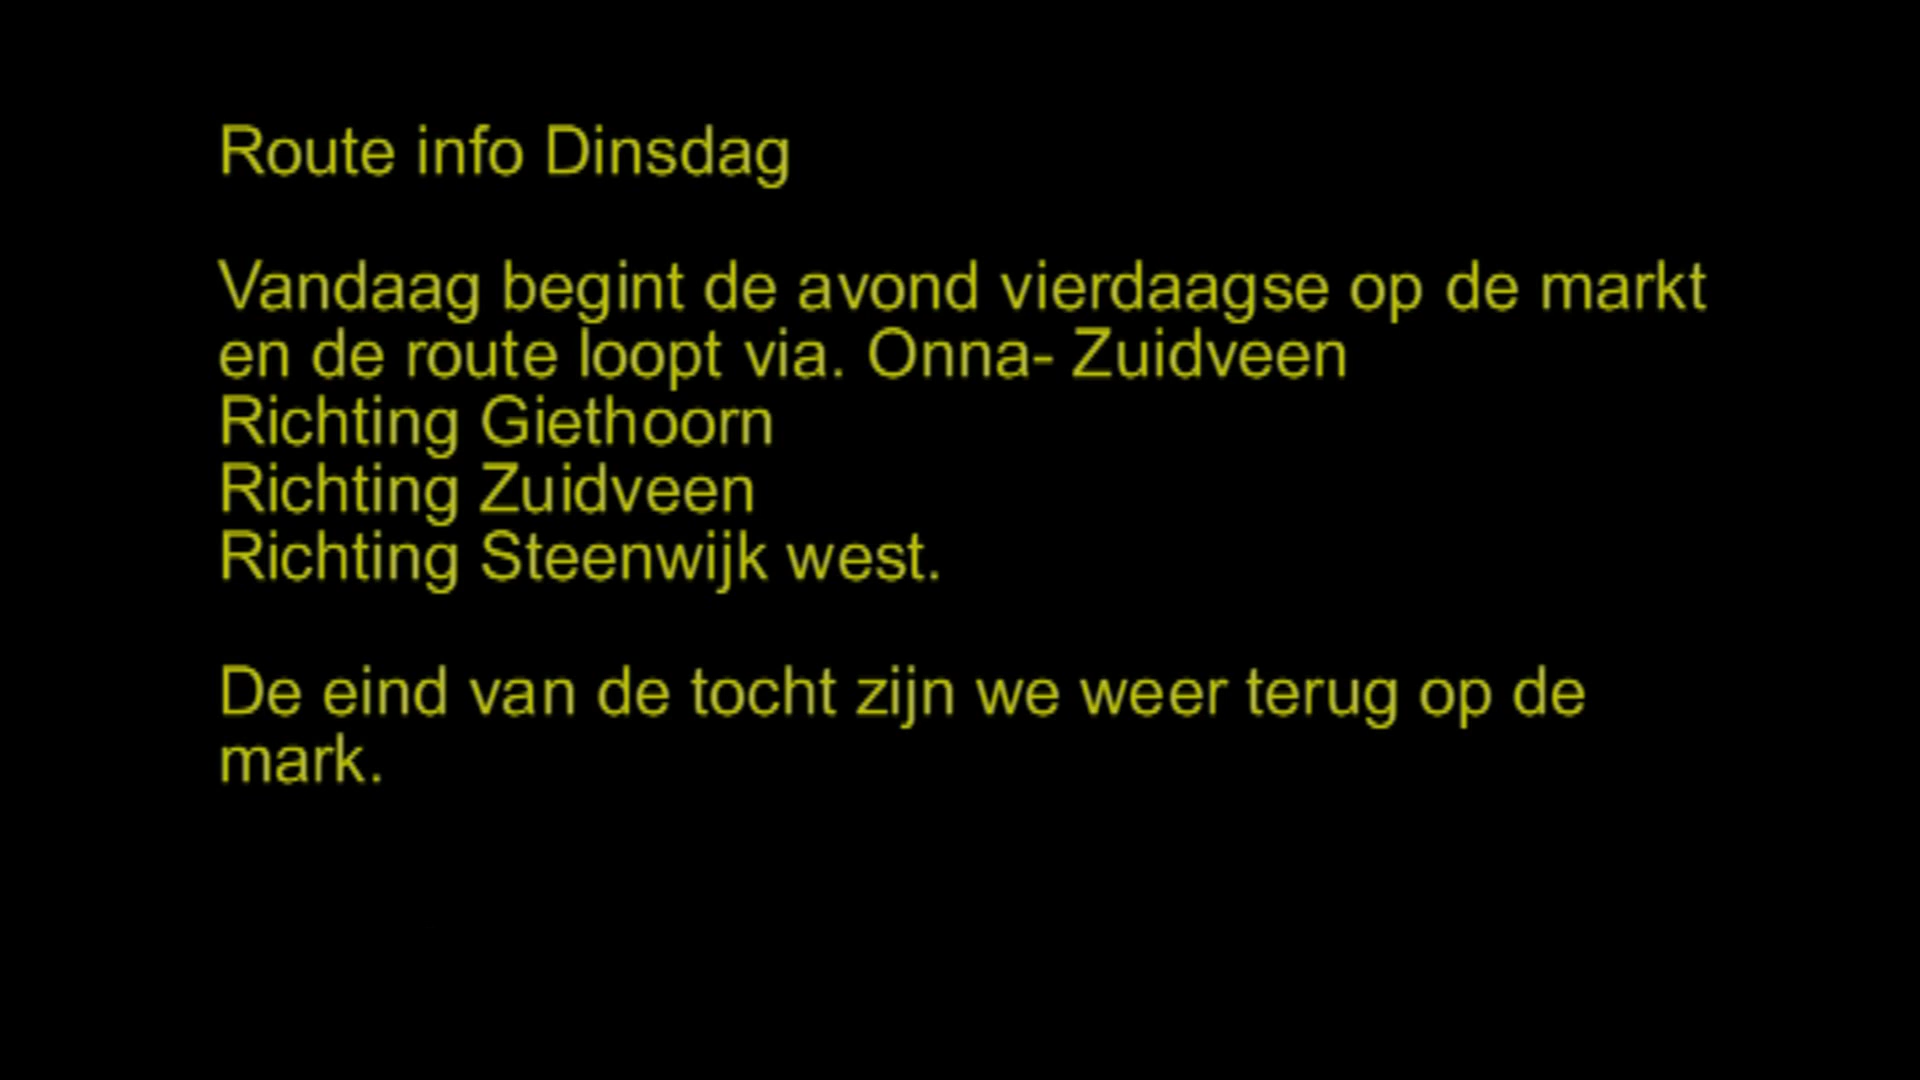 Route info Dinsdag
Vandaag begint de avond vierdaagse op de markt
en de route loopt via. Onna- Zuidveen
Richting Giethoorn
Richting Zuidveen
Richting Steenwijk west.
De eind van de tocht zijn we weer terug op de
mark.